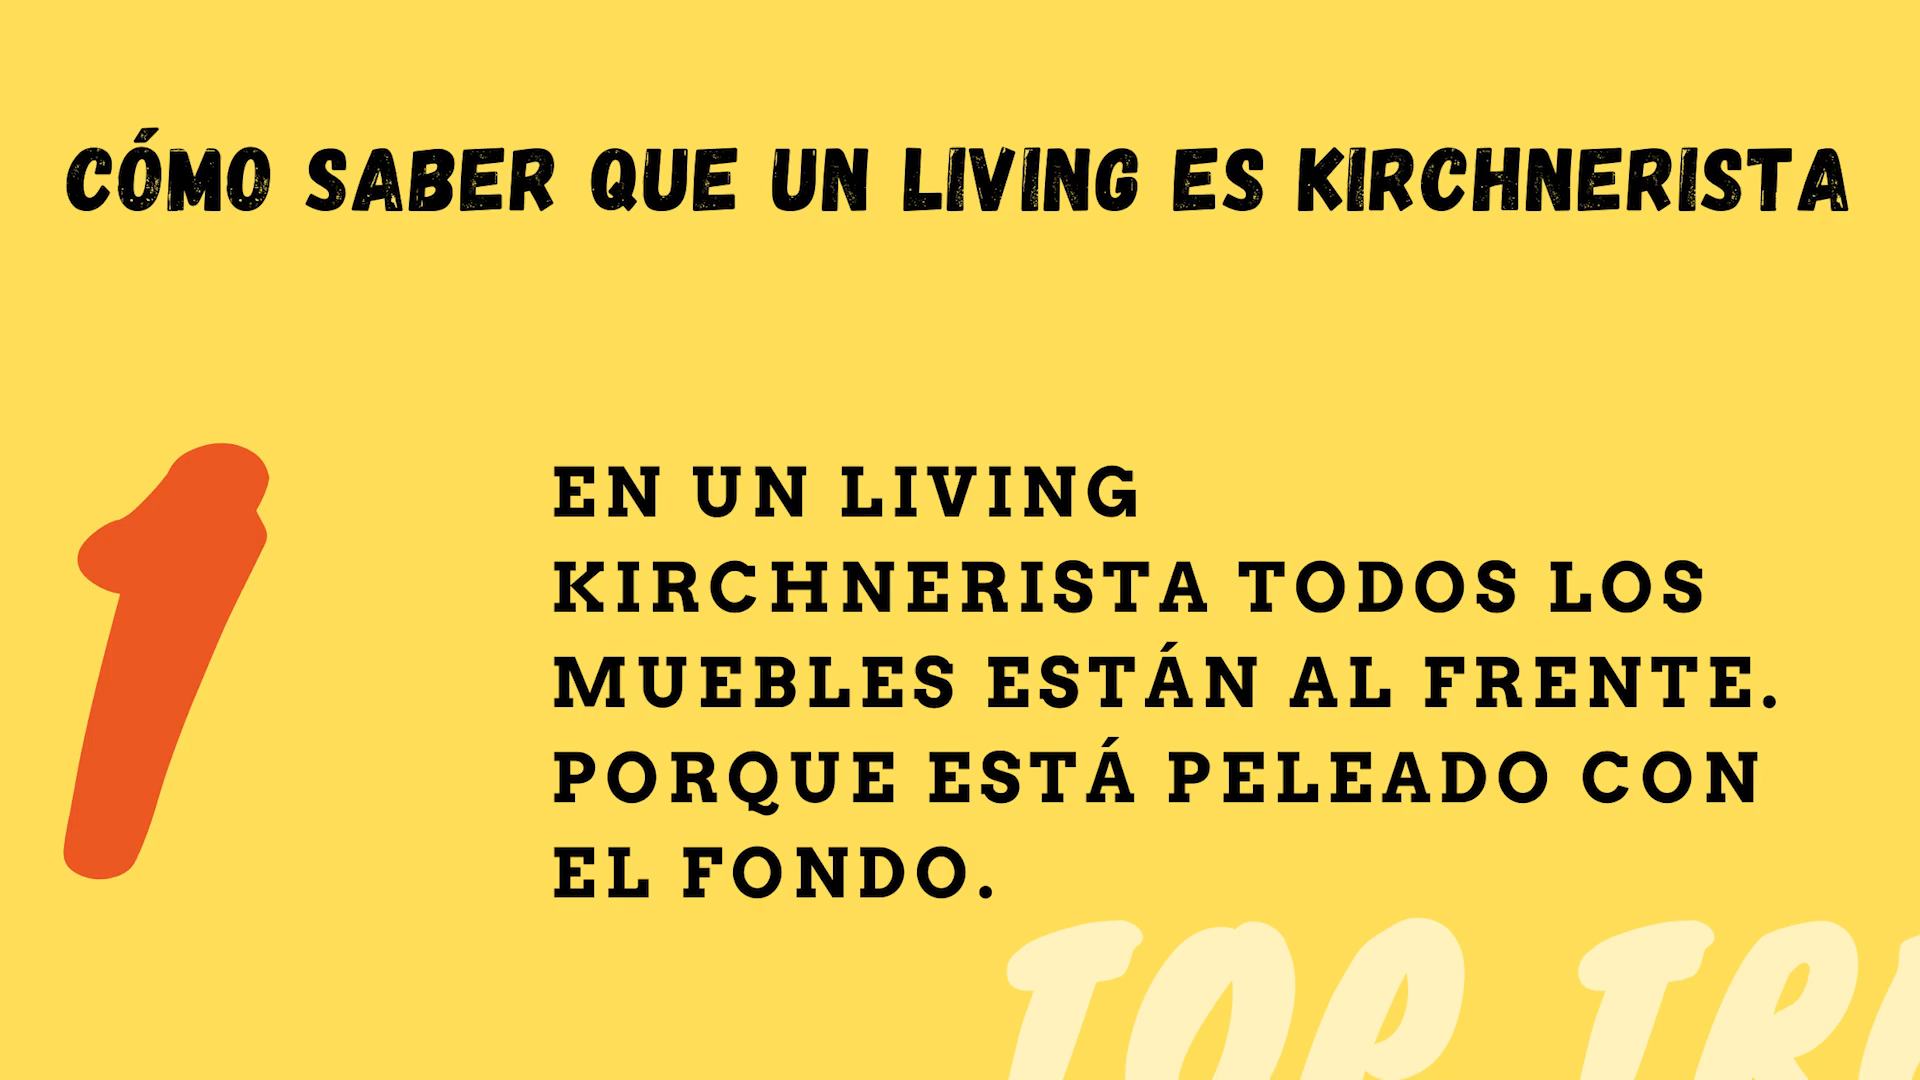 CÓMO SABER QUE UN LIVING ES KIRCHNERISTA
1
EN UN LIVING
KIRCHNERISTA TODOS LOS
MUEBLES ESTÁN AL FRENTE.
PORQUE ESTÁ PELEADO CON
EL FONDO.
TOP